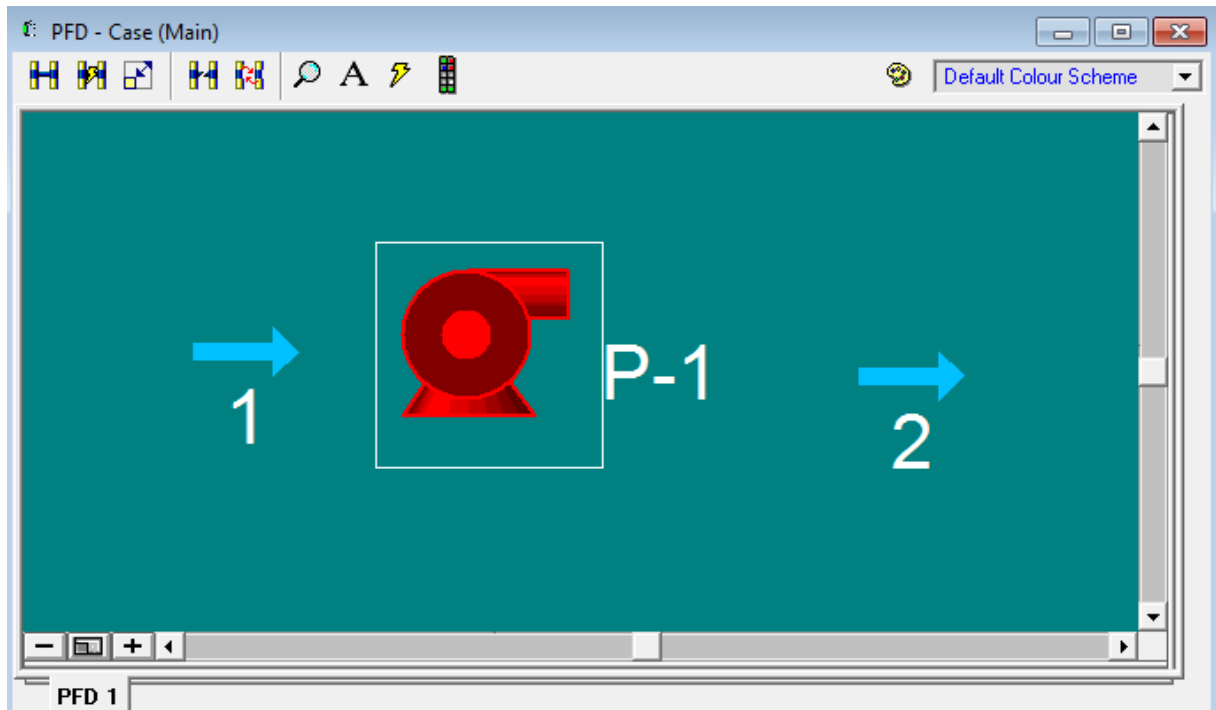 PFD - Case (Main)
A
Default Colour Scheme
P-1
1
2
PFD 1